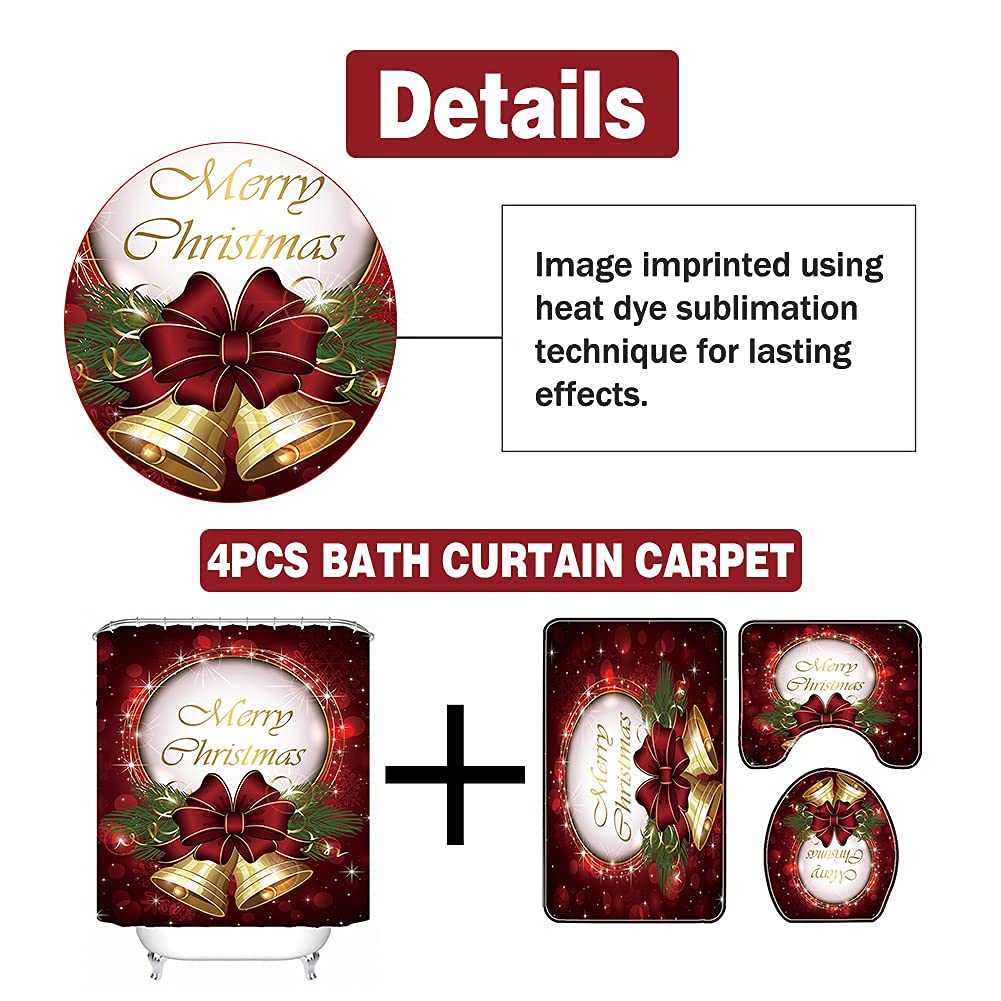 Details
Merry
Christmas
Image imprinted using
heat dye sublimation
technique for lasting
effects.
4PCS BATH CURTAIN CARPET
Merry
Christmas
Merry
Christmas
Merry
Christmas
Merry
Christmas